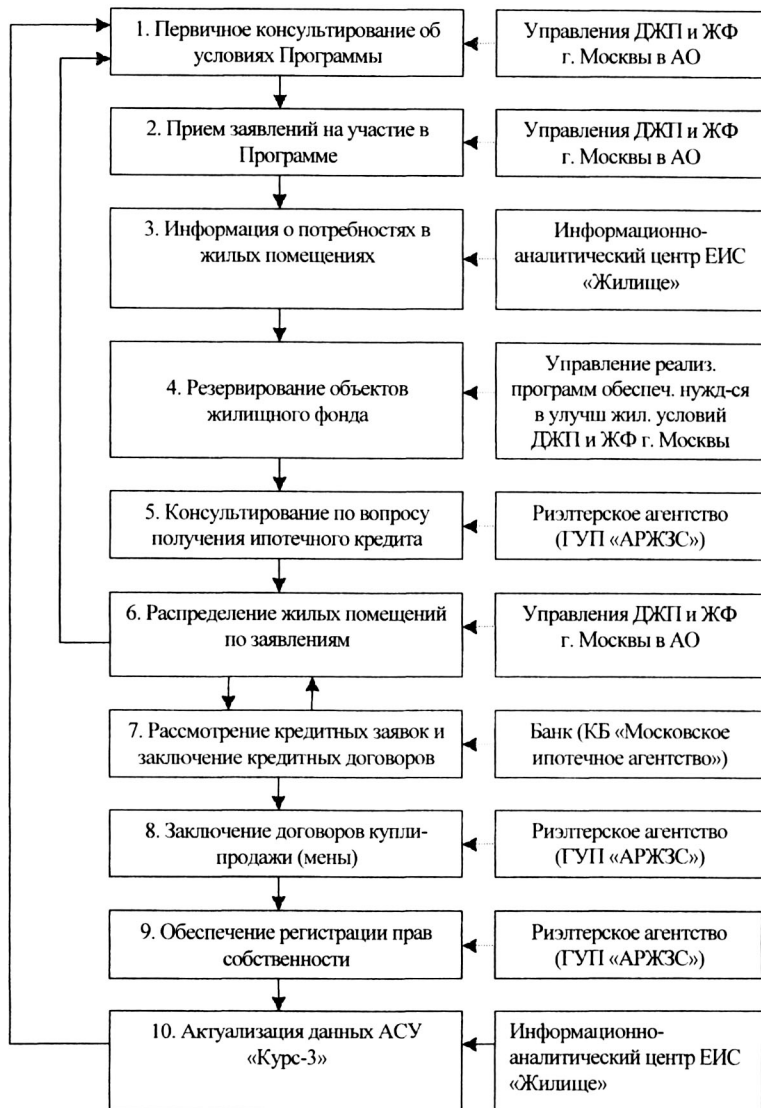 1. Первичное консультирование об
условиях Программы
Управления ДЖП и ЖФ
г. Москвы в АО
2. Прием заявлений на участие в
Программе
Управления ДЖП и ЖФ
г. Москвы в АО
3. Информация о потребностях в
жилых помещениях
Информационно-
аналитический центр ЕИС
«Жилище»
4. Резервирование объектов
жилищного фонда
Управление реализ.
программ обеспеч. нужд-ся
в улучш жил. условий
ДЖП и ЖФ г. Москвы
5. Консультирование по вопросу
получения ипотечного кредита
Риэлтерское агентство
(ГУП «АРЖЗС»)
6. Распределение жилых помещений
по заявлениям
Управления ДЖП и ЖФ
г. Москвы в АО
7. Рассмотрение кредитных заявок и
заключение кредитных договоров
Банк (КБ «Московское
ипотечное агентство»)
8. Заключение договоров купли-
продажи (мены)
Риэлтерское агентство
(ГУП «АРЖЗС»)
9. Обеспечение регистрации прав
собственности
Риэлтерское агентство
(ГУП «АРЖЗС»)
10. Актуализация данных АСУ
«Курс-3»
Информационно-
аналитический центр ЕИС
«Жилище»